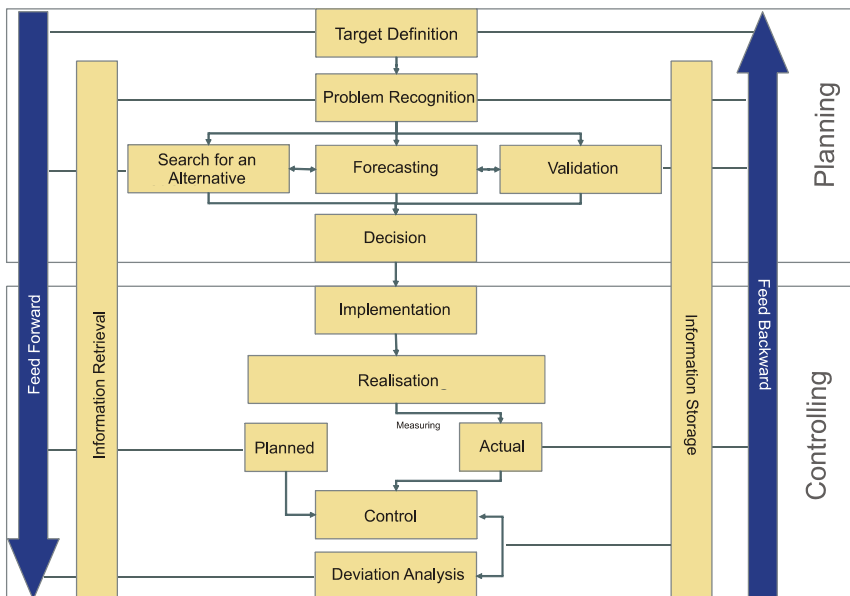 Target Definition
Problem Recognition
Search for an
Alternative
Forecasting
Validation
Planning
Decision
Implementation
Realisation
Measuring
Planned
Actual
Control
Deviation Analysis
Controlling
Feed Forward
Information Retrieval
Information Storage
Feed Backward